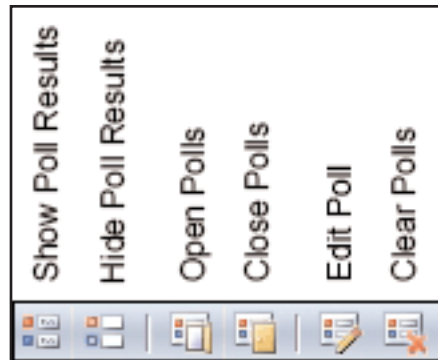 Show Poll Results
Hide Poll Results
Open Polls
Close Polls
Edit Poll
Clear Polls